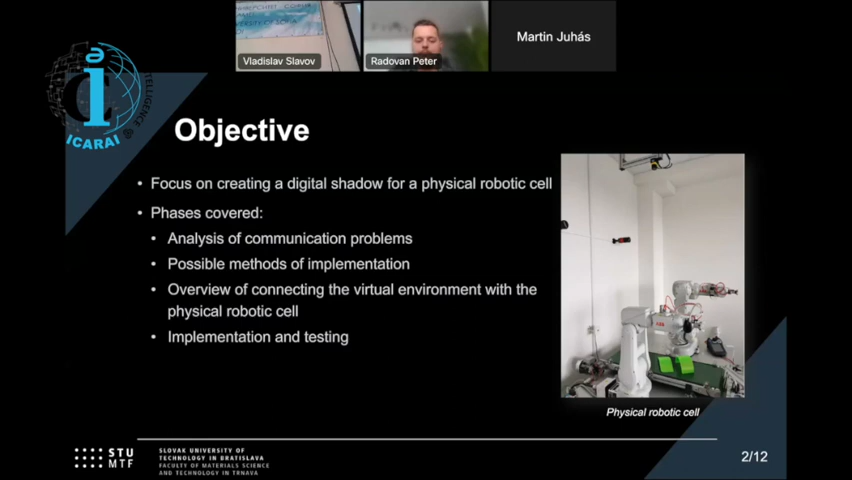 Vladislav Slavov
Radovan Peter
Martin Juhás
ICARAI
Objective
• Focus on creating a digital shadow for a physical robotic cell
• Phases covered:
• Analysis of communication problems
• Possible methods of implementation
• Overview of connecting the virtual environment with the
physical robotic cell
• Implementation and testing
ABB
Physical robotic cell
STU
MTF
SLOVAK UNIVERSITY OF
TECHNOLOGY IN BRATISLAVA
FACULTY OF MATERIALS SCIENCE
AND TECHNOLOGY IN TRNAVA
2/12